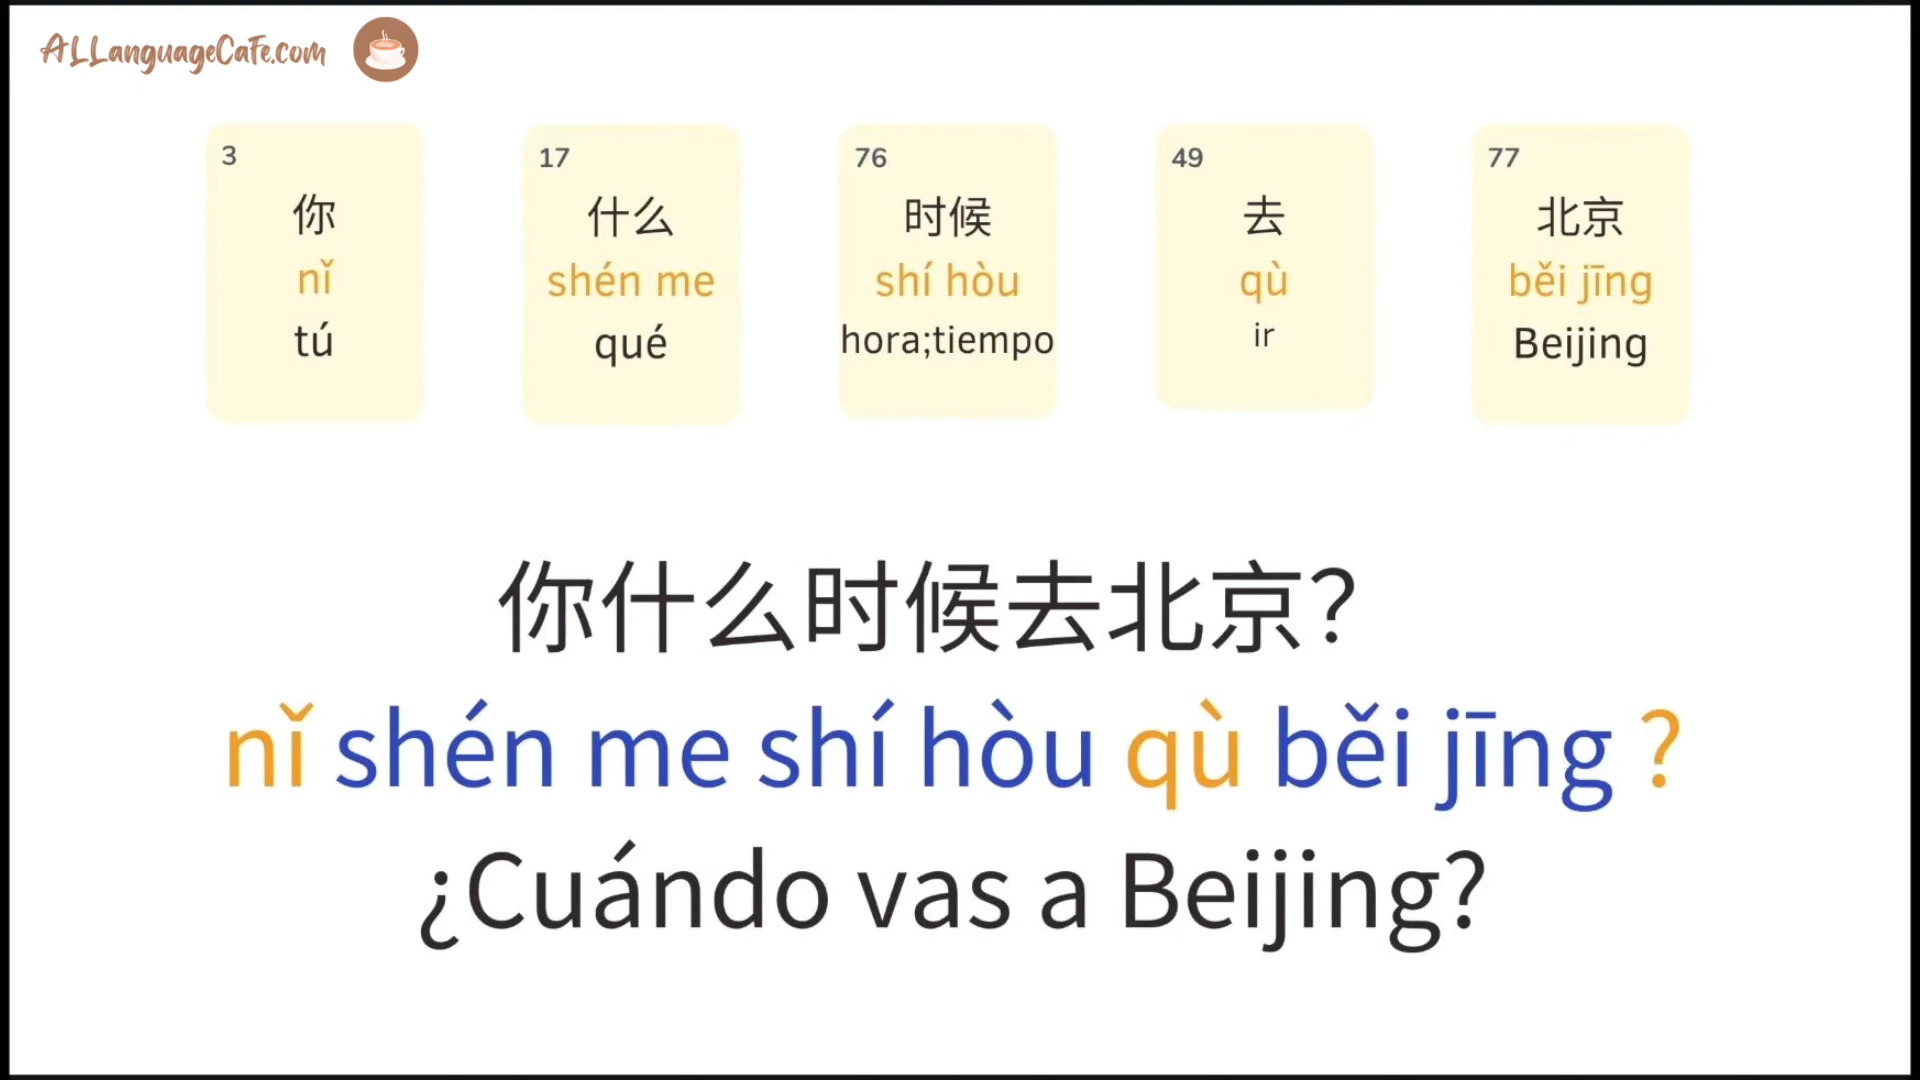 ALLanguageCafe.com
3 17 76 49 77
你 什么 时候 去 北京
nǐ shén me shí hòu qù běi jīng
tú qué hora;tiempo ir Beijing
你什么时候去北京？
nǐ shén me shí hòu qù běi jīng ?
¿Cuándo vas a Beijing?